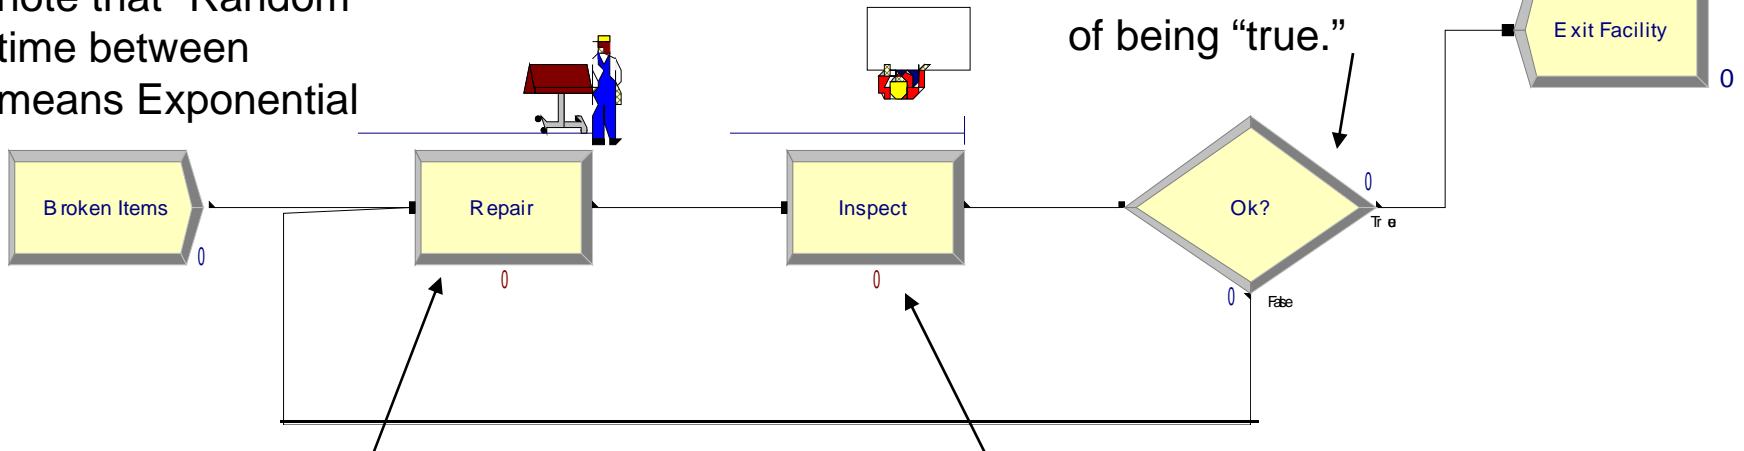 note that “Random
time between
means Exponential
of being “true.”
Exit Facility
0
Broken Items
0
Repair
0
Inspect
0
Ok?
0
True
0
False